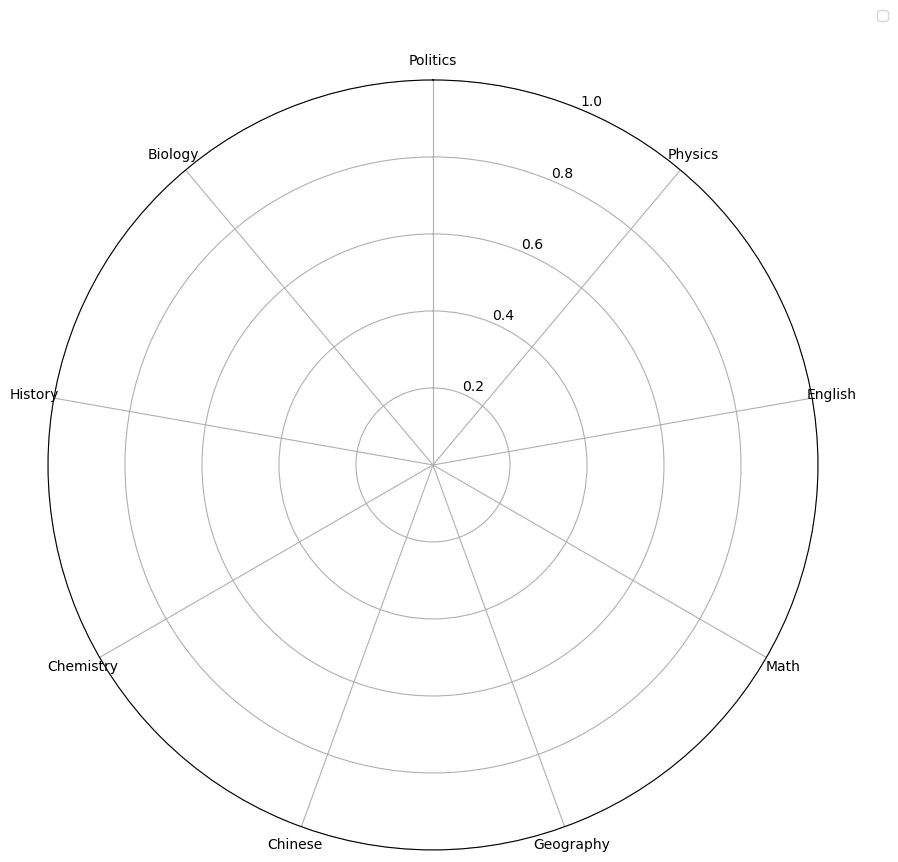 Politics
1.0
Biology
Physics
0.8
0.6
0.4
0.2
History
English
Chemistry
Math
Chinese
Geography